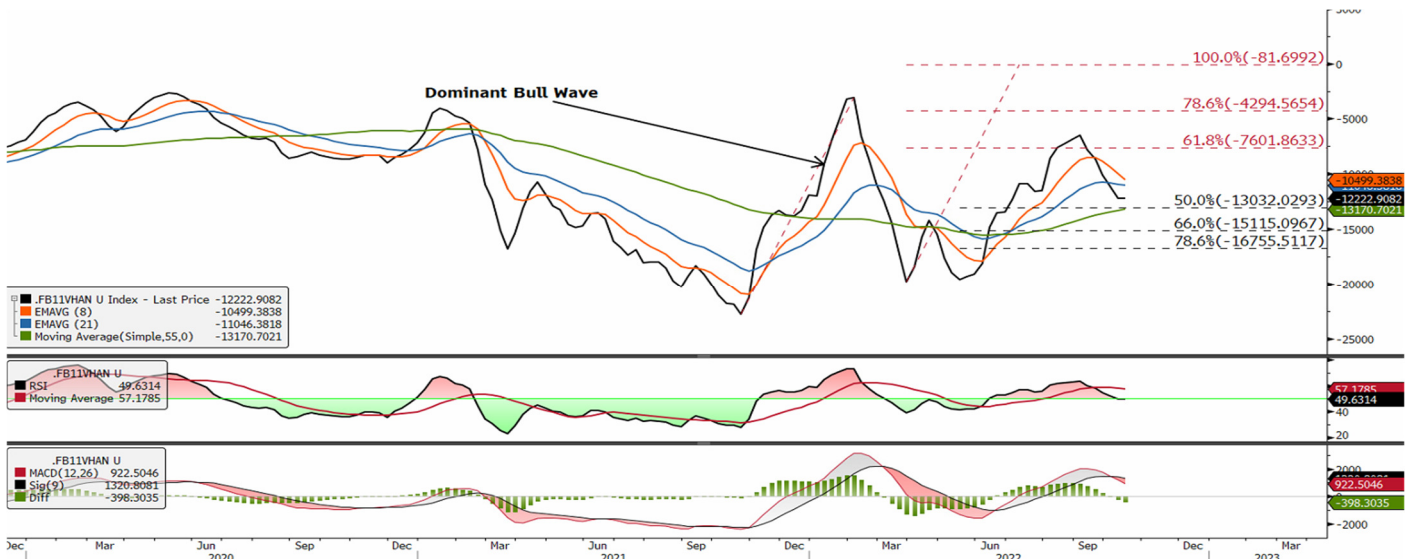 5000
100.0%(-81.6992)
0
Dominant Bull Wave
78.6%(-4294.5654)
-5000
61.8%(-7601.8633)
-10499.3838
50.0%(-13032.0293)
-12222.9082
-13170.7021
66.0%(-15115.0967)
-15000
78.6%(-16755.5117)
-20000
-25000
.FB11VHAN U Index - Last Price -12222.9082
EMAVG (8) -10499.3838
EMAVG (21) -11046.3818
Moving Average(Simple,55,0) -13170.7021
.FB11VHAN U
RSI 49.6314
Moving Average 57.1785
57.1785
49.6314
40
20
.FB11VHAN U
MACD(12,26) 922.5046
Sig(9) 1320.8081
Diff -398.3035
2000
922.5046
-398.3035
-2000
Dec Mar Jun Sep Dec Mar Jun Sep Dec Mar Jun Sep Dec Mar
2020 2021 2022 2023